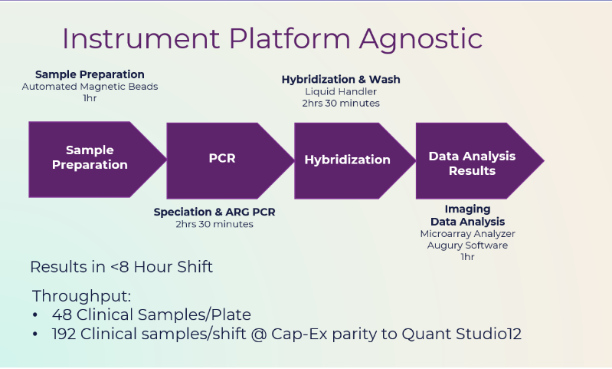 Instrument Platform Agnostic
Sample Preparation
Automated Magnetic Beads
1hr
Hybridization & Wash
Liquid Handler
2hrs 30 minutes
Sample
Preparation
PCR
Hybridization
Data Analysis
Results
Speciation & ARG PCR
2hrs 30 minutes
Imaging
Data Analysis
Microarray Analyzer
Augury Software
1hr
Results in <8 Hour Shift
Throughput:
• 48 Clinical Samples/Plate
• 192 Clinical samples/shift @ Cap-Ex parity to Quant Studio12